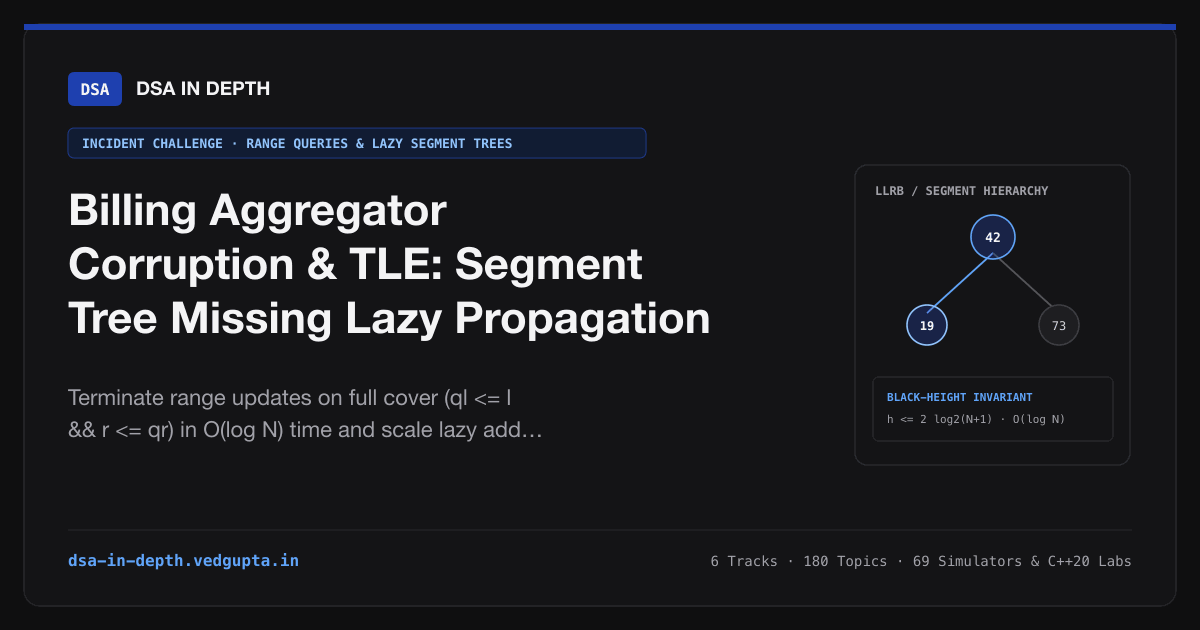 DSA
DSA IN DEPTH
INCIDENT CHALLENGE · RANGE QUERIES & LAZY SEGMENT TREES
Billing Aggregator
Corruption & TLE: Segment
Tree Missing Lazy Propagation
Terminate range updates on full cover (ql <= l
&& r <= qr) in O(log N) time and scale lazy add…
LLRB / SEGMENT HIERARCHY
42
19
73
BLACK-HEIGHT INVARIANT
h <= 2 log2(N+1) · O(log N)
dsa-in-depth.vedgupta.in
6 Tracks · 180 Topics · 69 Simulators & C++20 Labs